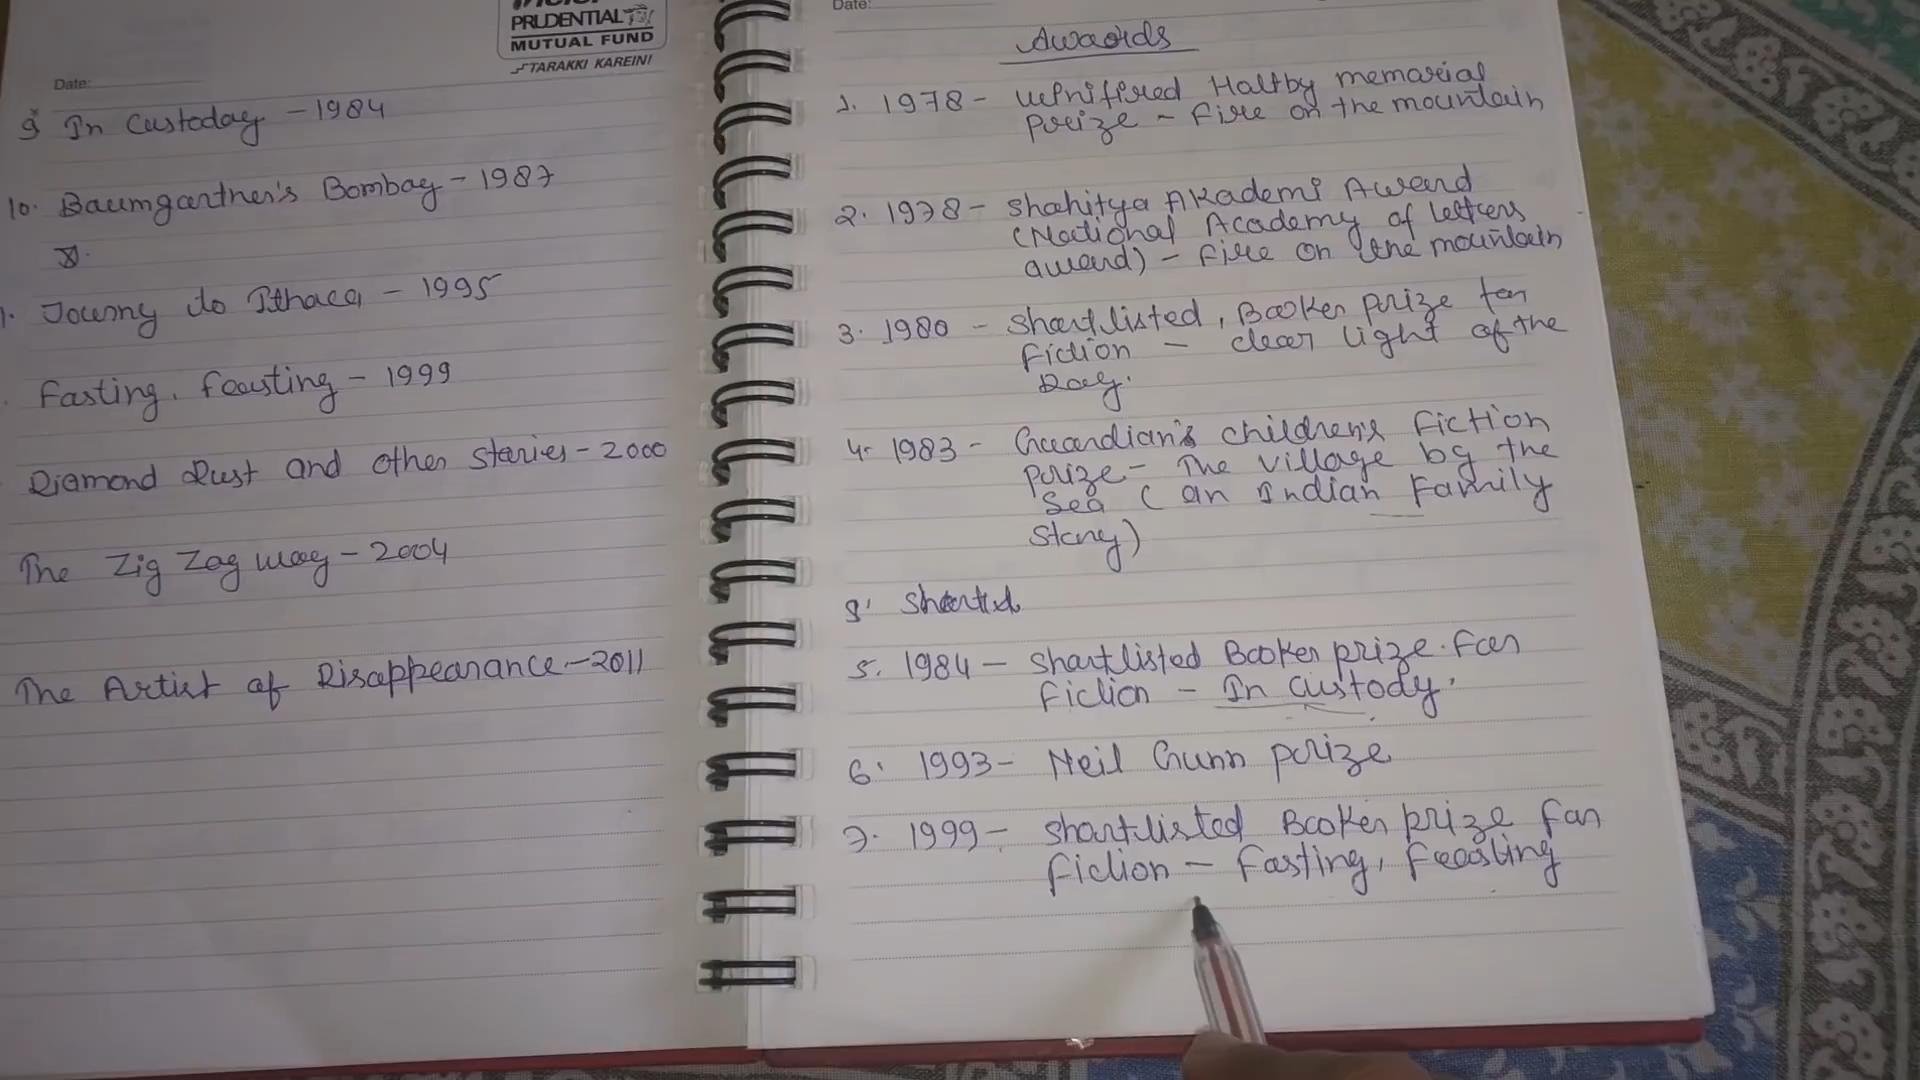 PRUDENTIAL
MUTUAL FUND
TARAKKI KAREIN!
Date:
9 In Custoday - 1984
10. Baumgartner's Bombay - 1987
Journy to Ithaca, - 1995
Fasting, Feasting - 1999
Diamond Dust and other stories - 2000
The Zig Zag way - 2004
The Artist of Disappearance - 2011
Date:
Awards
1. 1978 - Winifired Haltby memorial
prize - Fire on the mountain
2. 1978 - Shahitya Akademi Award
(National Academy of letters
award) - Fire on the mountain
3. 1980 - Shortlisted, Booker prize for
Fiction - clear light of the
Day.
4. 1983 - Guardian's children's Fiction
prize - The village by the
Sea (an Indian Family
Story)
5. 1984 - Shortlisted Booker prize for
Fiction - In custody.
6. 1993 - Neil Gunn prize
7. 1999 - Shortlisted Booker prize for
Fiction - Fasting, Feasting